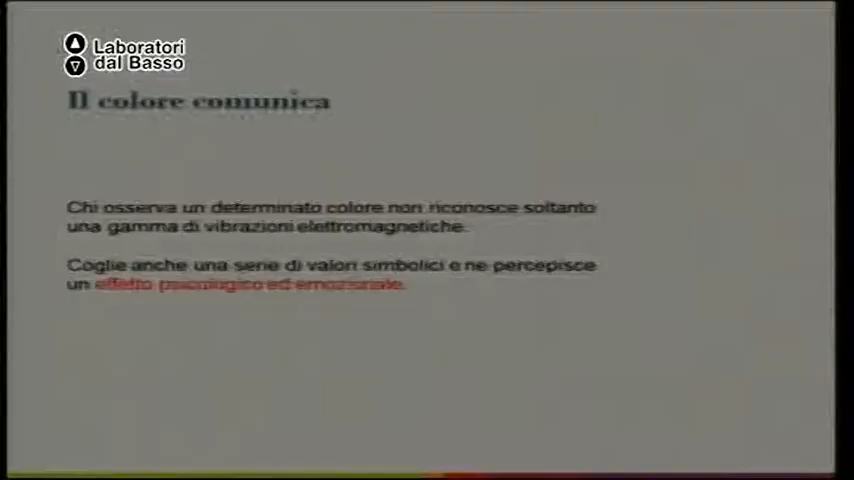 Laboratori
dal Basso
Il colore comunica
Chi osserva un determinato colore non riconosce soltanto
una gamma di vibrazioni elettromagnetiche.
Coglie anche una serie di valori simbolici e ne percepisce
un effetto psicologico ed emozionale.